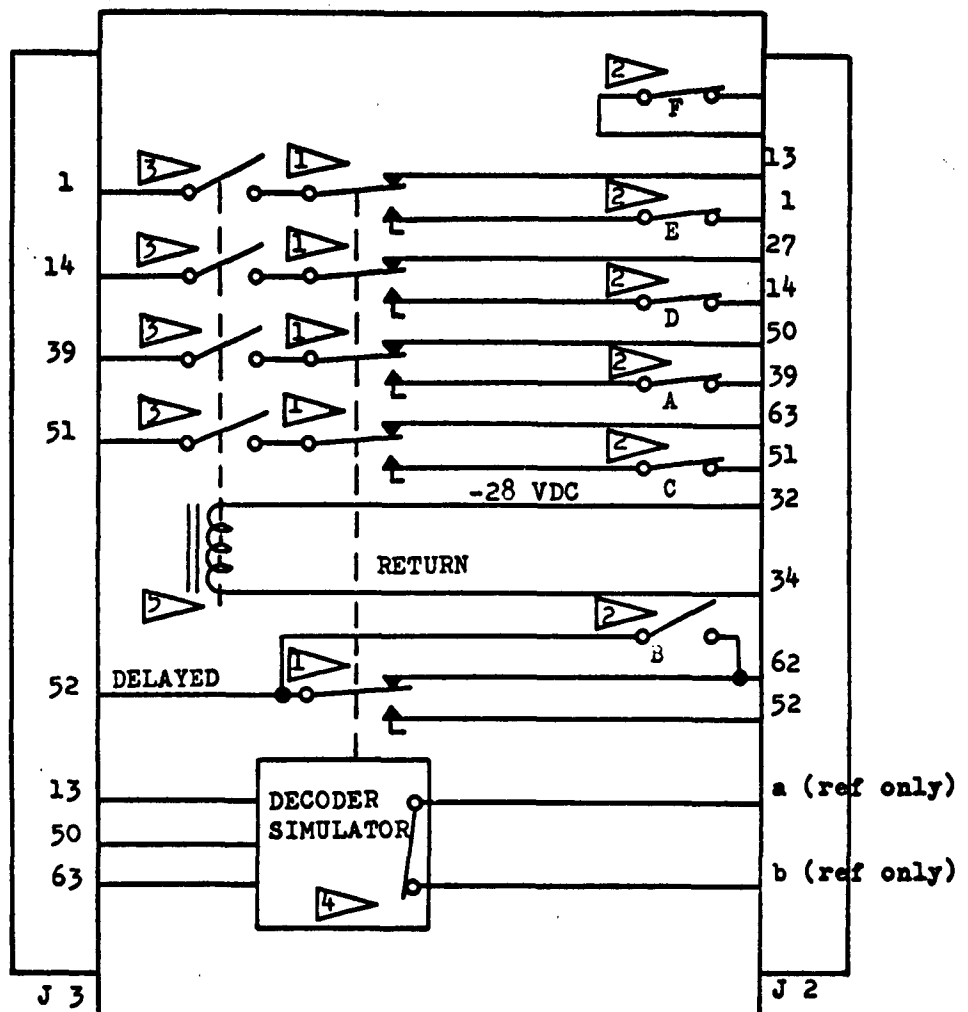 2
F
13
3
1
1
1
2
E
27
3
1
14
14
2
D
50
3
1
39
39
2
A
63
3
1
51
51
2
C
-28 VDC
32
RETURN
34
5
2
B
62
1
52
DELAYED
52
13
DECODER
SIMULATOR
a (ref only)
50
63
4
b (ref only)
J 3
J 2